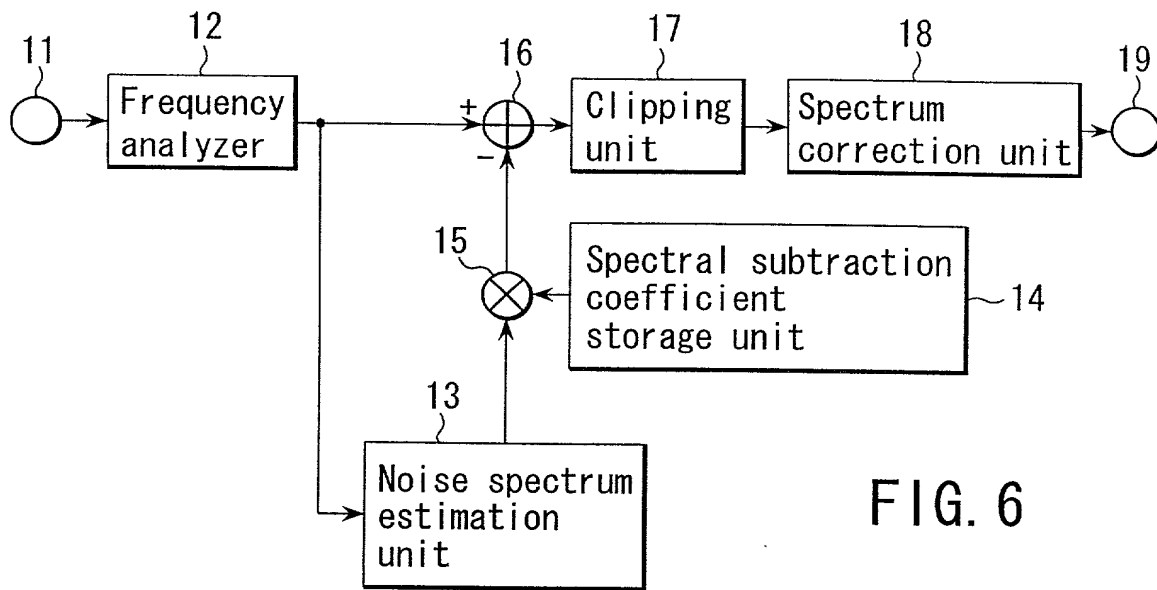 11
12
Frequency
analyzer
+
-
16
17
Clipping
unit
18
Spectrum
correction unit
19
15
Spectral subtraction
coefficient
storage unit
14
13
Noise spectrum
estimation
unit
FIG. 6